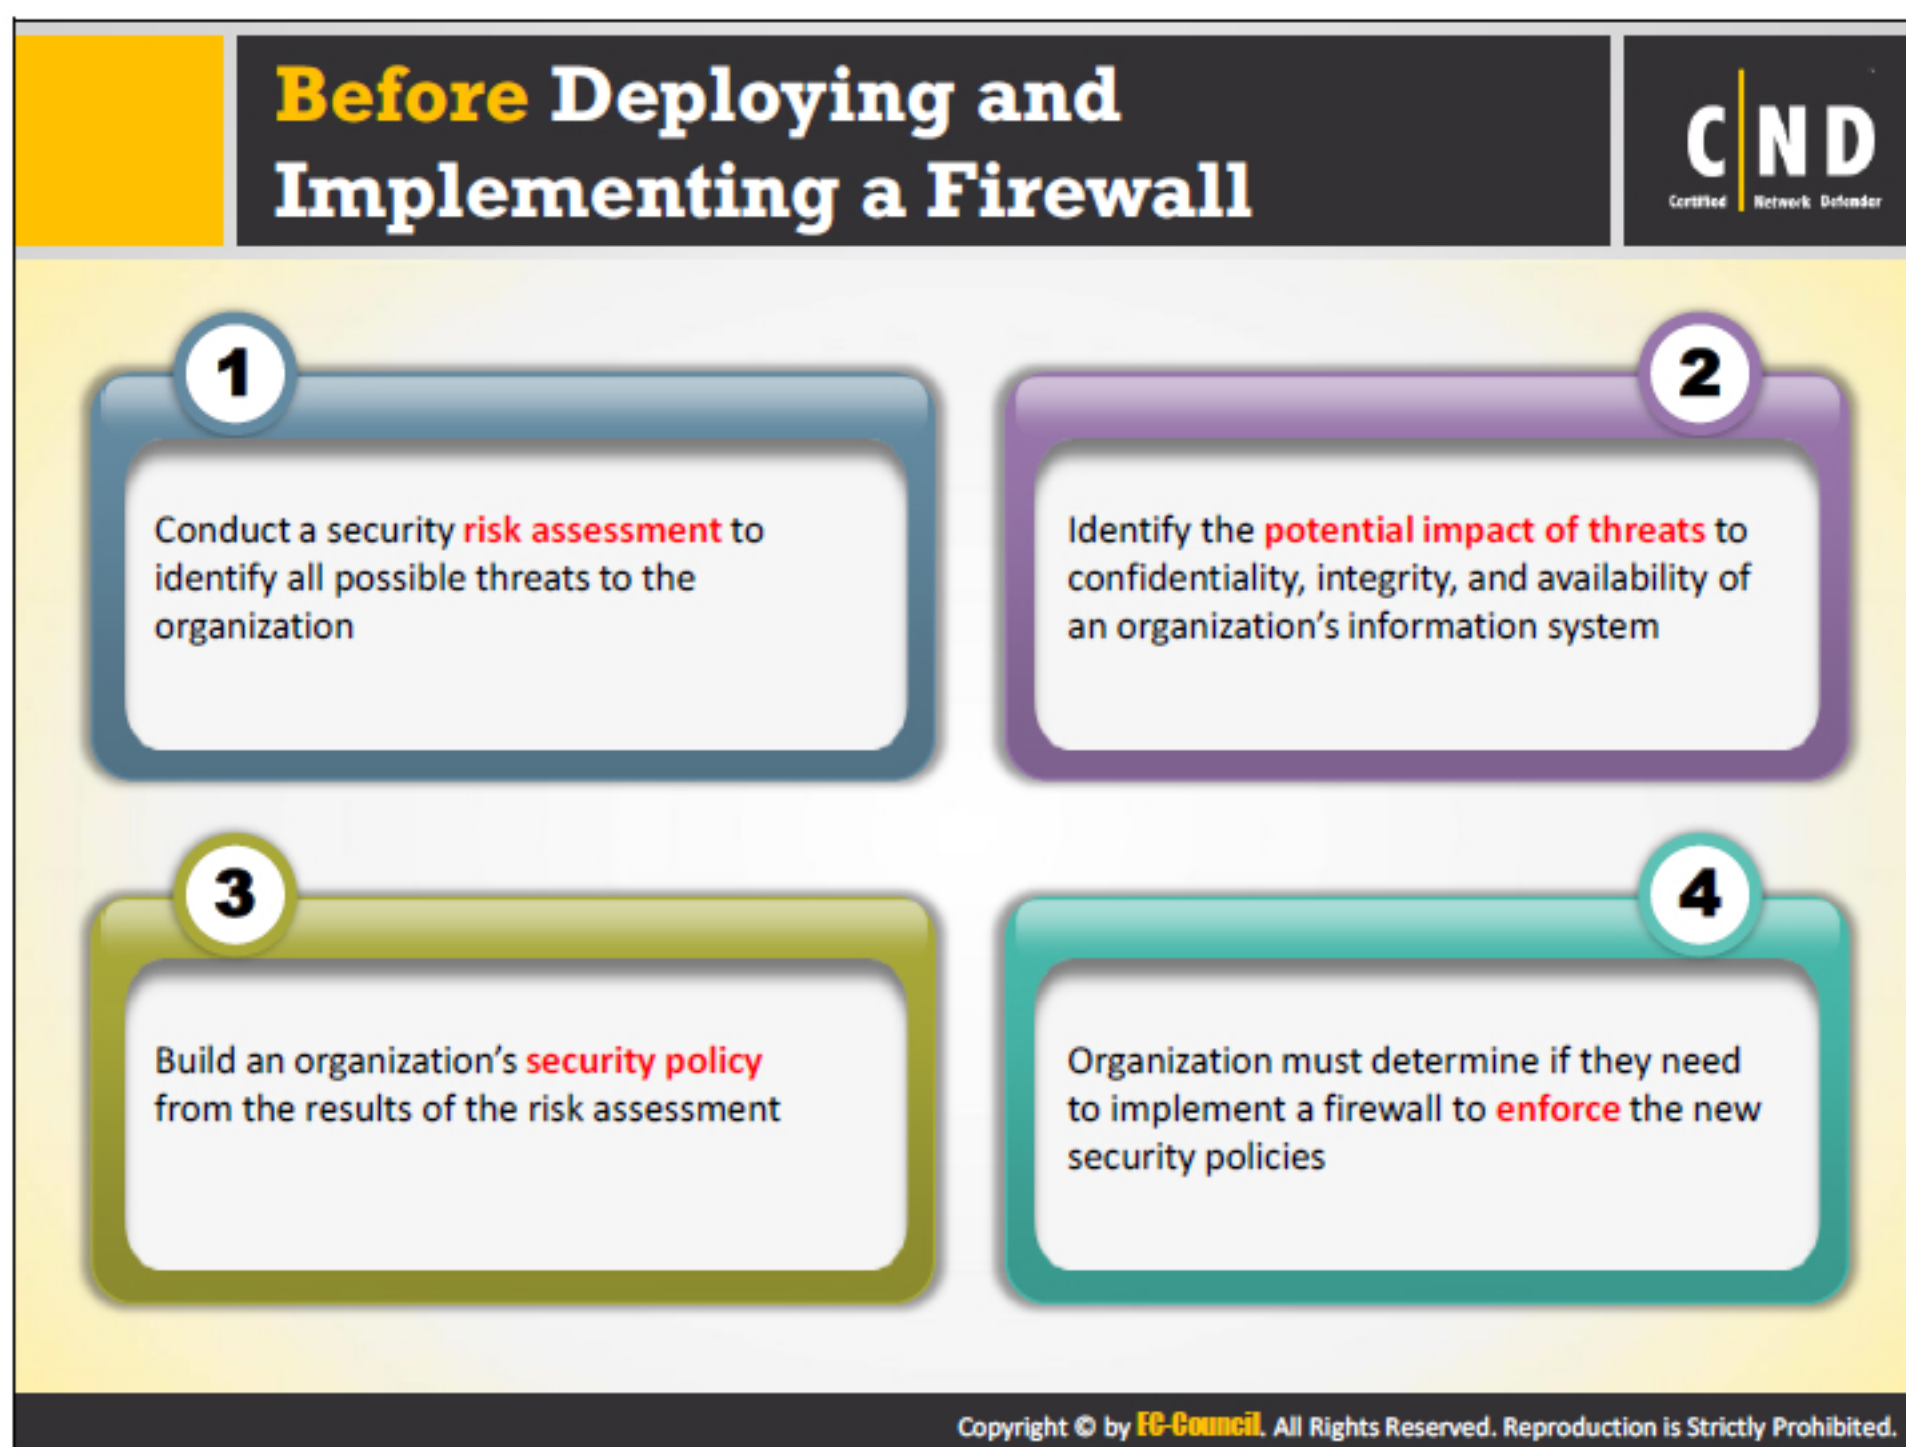 Before Deploying and
Implementing a Firewall
C|ND
Certified Network Defender
1
Conduct a security risk assessment to
identify all possible threats to the
organization
2
Identify the potential impact of threats to
confidentiality, integrity, and availability of
an organization's information system
3
Build an organization's security policy
from the results of the risk assessment
4
Organization must determine if they need
to implement a firewall to enforce the new
security policies
Copyright © by EC-Council. All Rights Reserved. Reproduction is Strictly Prohibited.